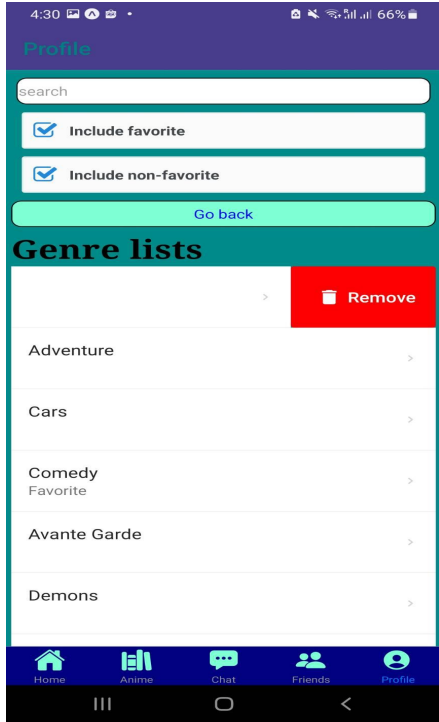 4:30
66%
Profile
search
Include favorite
Include non-favorite
Go back
Genre lists
Remove
Adventure
Cars
Comedy
Favorite
Avante Garde
Demons
Home Anime Chat Friends Profile